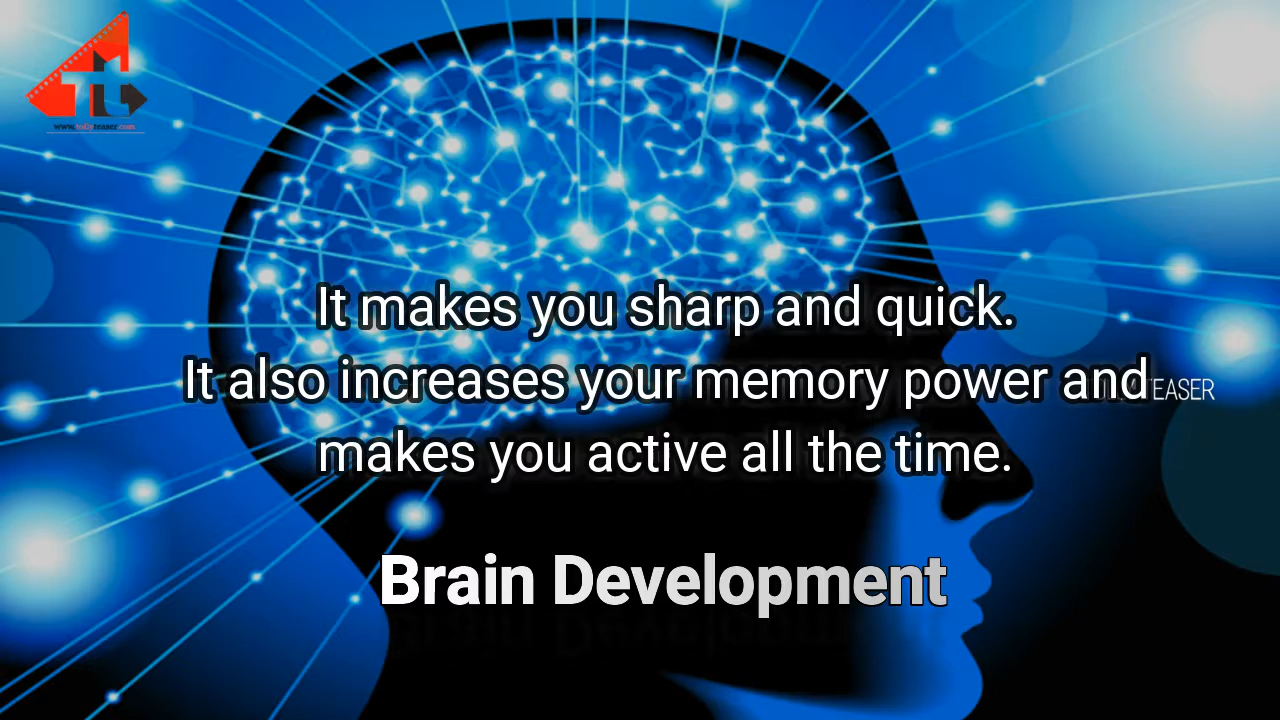 It makes you sharp and quick.
It also increases your memory power and
TEASER
makes you active all the time.
Brain Development